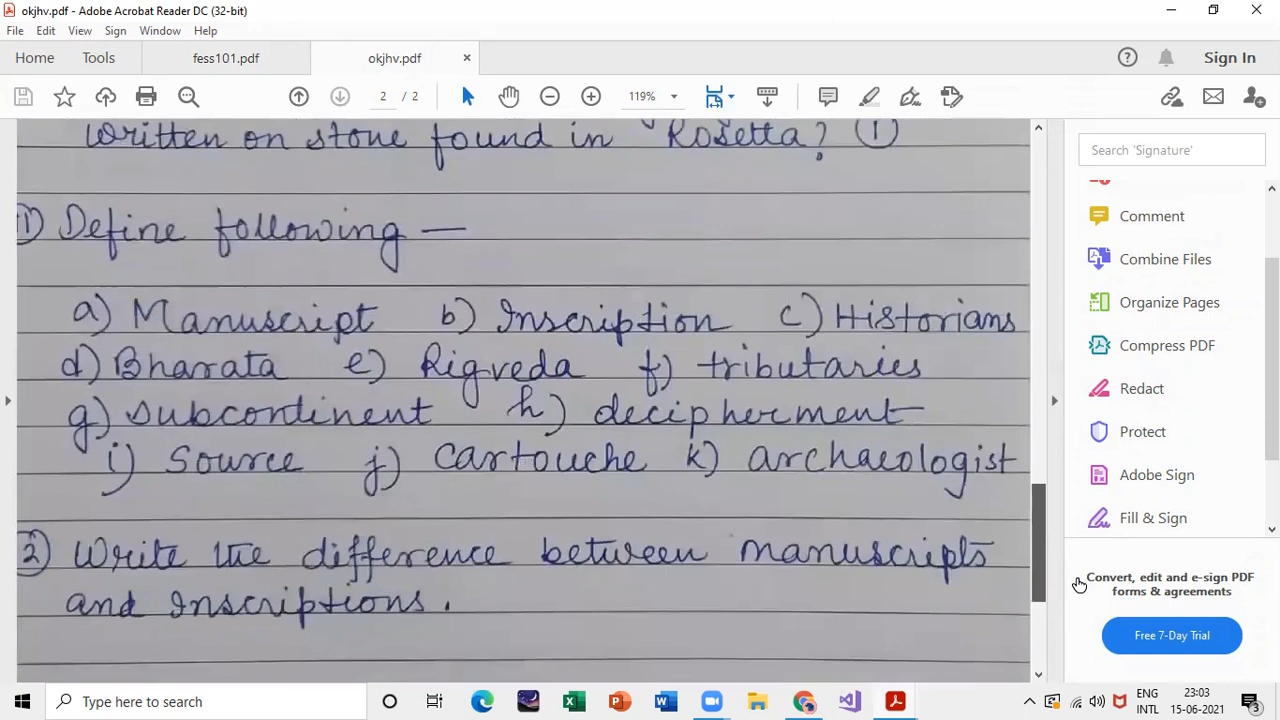 okjhv.pdf - Adobe Acrobat Reader DC (32-bit)
File Edit View Sign Window Help
Home Tools fess101.pdf okjhv.pdf × Sign In
2 / 2 119%
written on stone found in "Rosetta? (1)
1) Define following —
a) Manuscript b) Inscription c) Historians
d) Bharata e) Rigveda f) tributaries
g) Subcontinent h) decipherment
i) Source j) Cartouche k) archaeologist
2) Write the difference between manuscripts
and Inscriptions.
Search 'Signature'
Comment
Combine Files
Organize Pages
Compress PDF
Redact
Protect
Adobe Sign
Fill & Sign
Convert, edit and e-sign PDF
forms & agreements
Free 7-Day Trial
Type here to search
ENG
INTL
23:03
15-06-2021
3